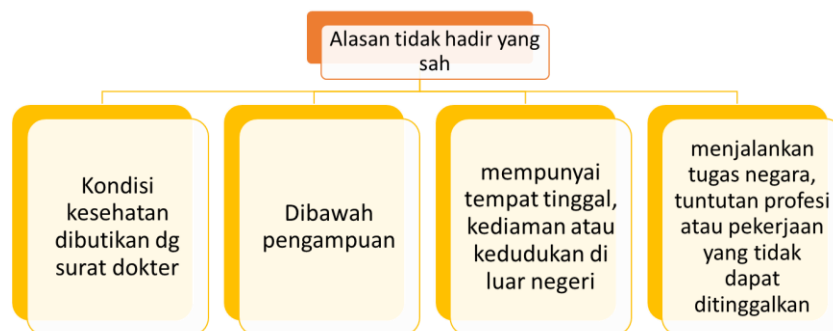 Alasan tidak hadir yang
sah
Kondisi
kesehatan
dibutikan dg
surat dokter
Dibawah
pengampuan
mempunyai
tempat tinggal,
kediaman atau
kedudukan di
luar negeri
menjalankan
tugas negara,
tuntutan profesi
atau pekerjaan
yang tidak
dapat
ditinggalkan